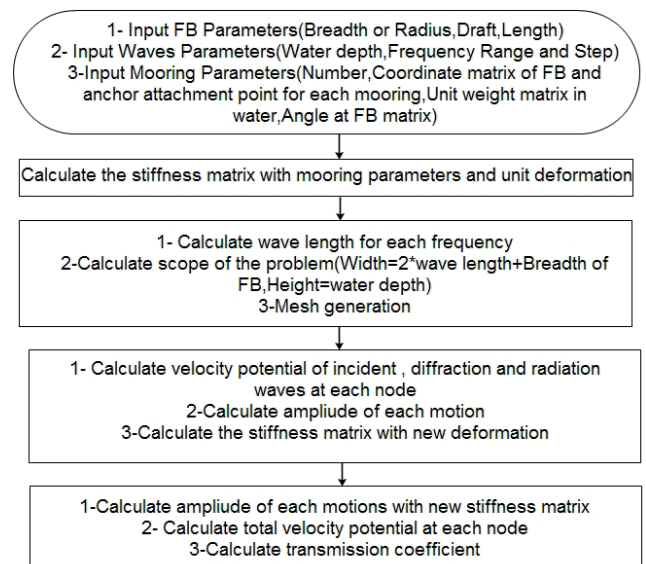 1- Input FB Parameters(Breadth or Radius,Draft,Length)
2- Input Waves Parameters(Water depth,Frequency Range and Step)
3-Input Mooring Parameters(Number,Coordinate matrix of FB and
anchor attachment point for each mooring,Unit weight matrix in
water,Angle at FB matrix)
Calculate the stiffness matrix with mooring parameters and unit deformation
1- Calculate wave length for each frequency
2-Calculate scope of the problem(Width=2*wave length+Breadth of
FB,Height=water depth)
3-Mesh generation
1- Calculate velocity potential of incident , diffraction and radiation
waves at each node
2-Calculate ampliude of each motion
3-Calculate the stiffness matrix with new deformation
1-Calculate ampliude of each motions with new stiffness matrix
2- Calculate total velocity potential at each node
3-Calculate transmission coefficient